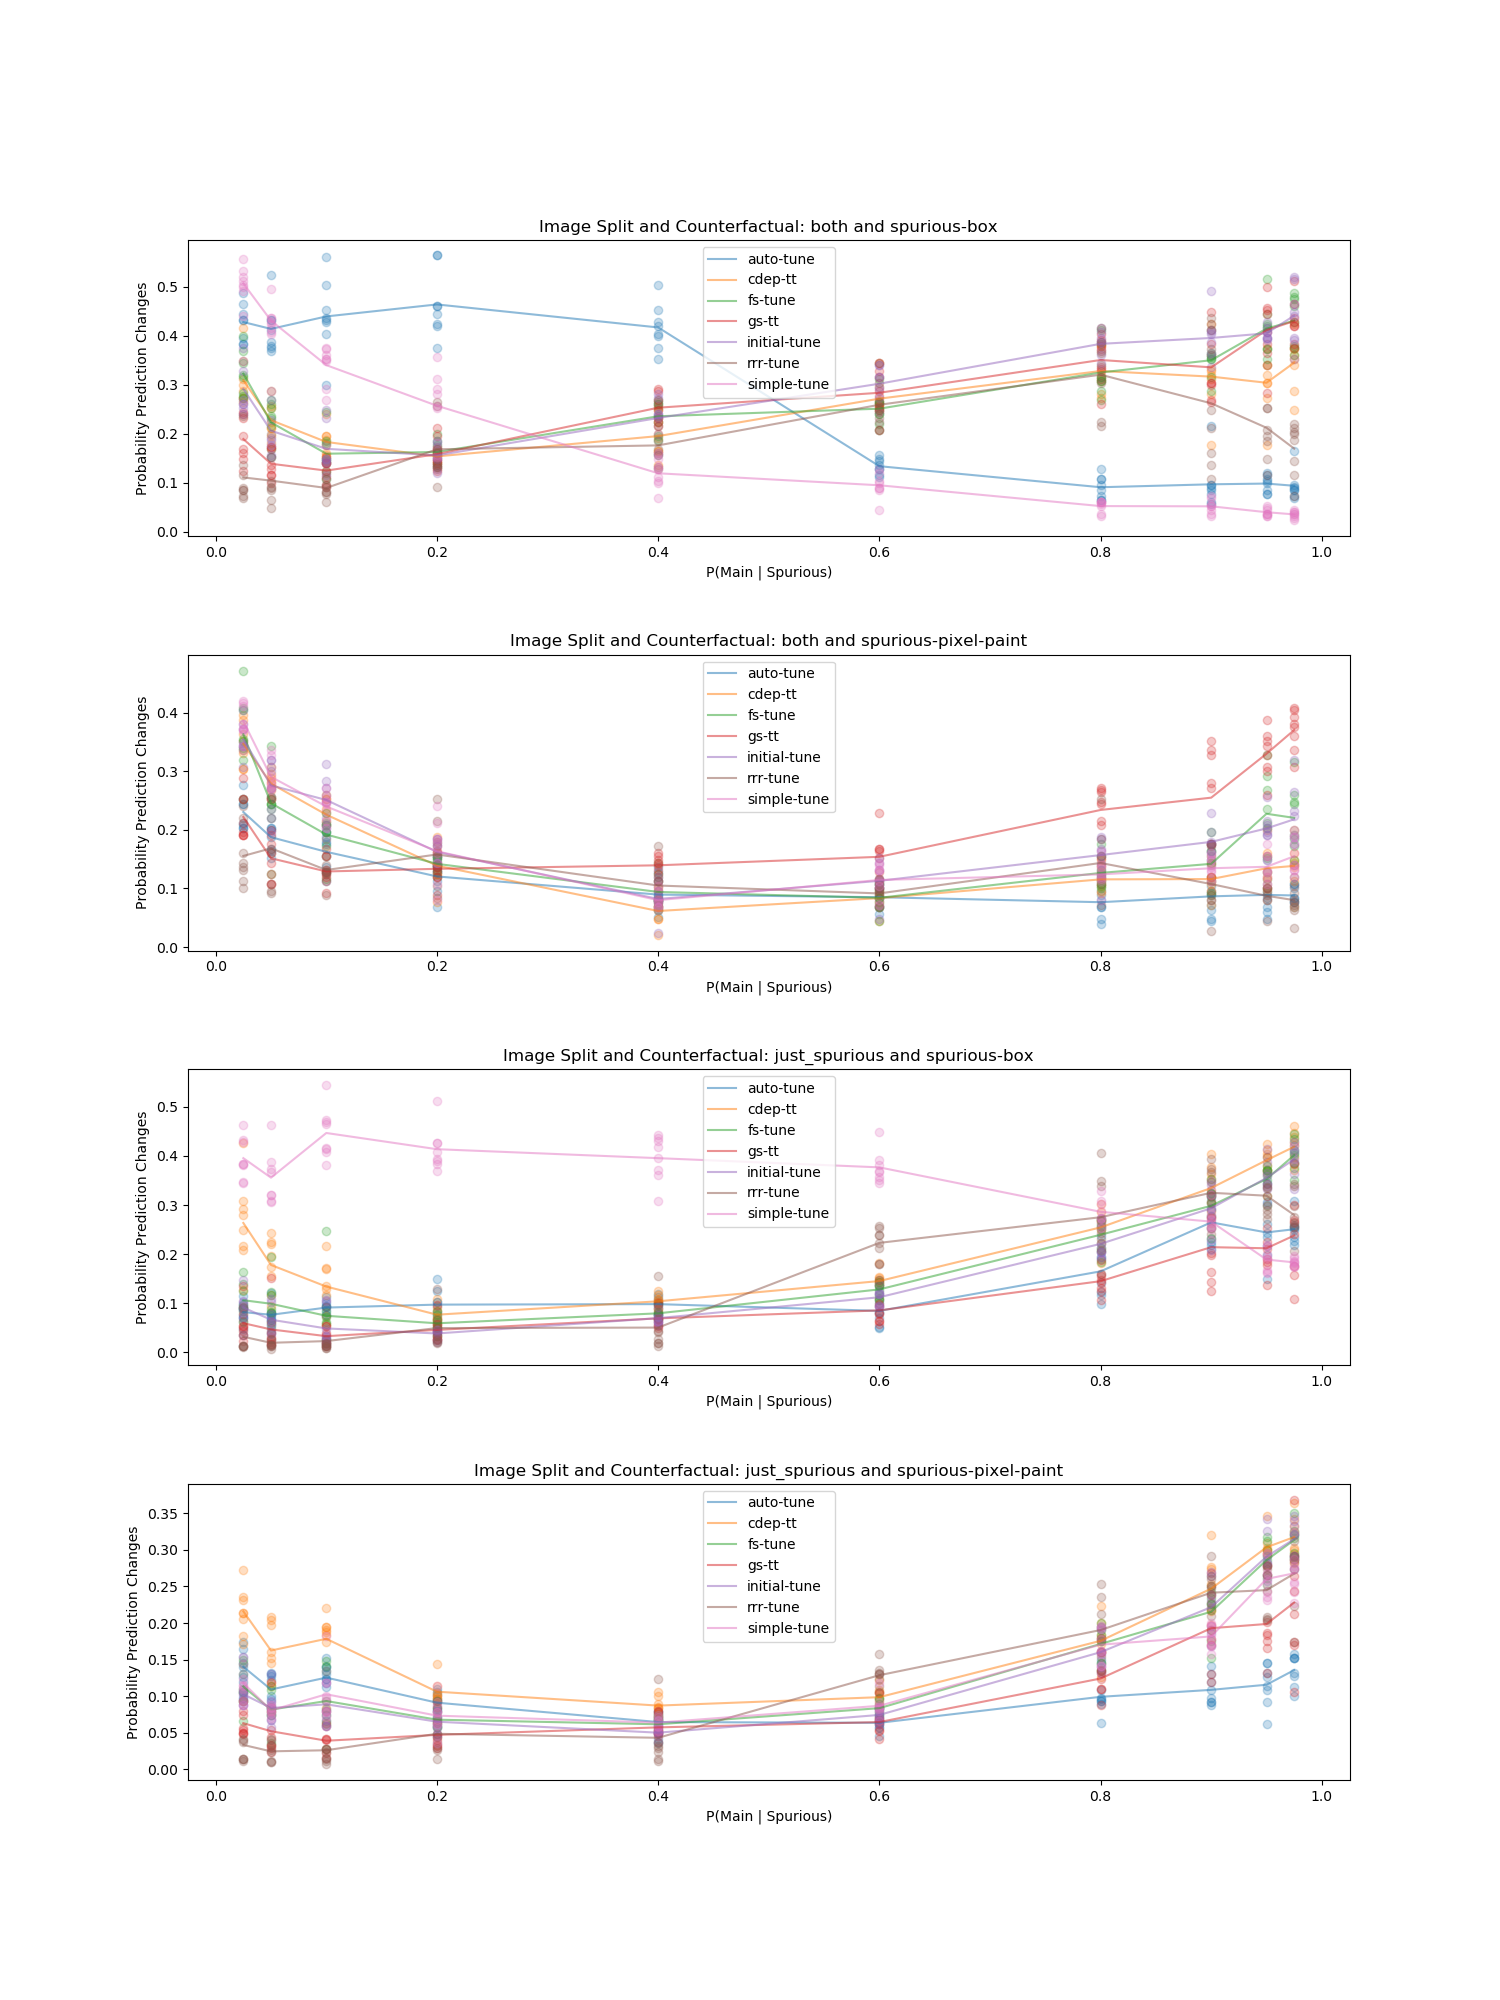 Image Split and Counterfactual: both and spurious-box
Probability Prediction Changes
0.5
0.4
0.3
0.2
0.1
0.0
auto-tune
cdep-tt
fs-tune
gs-tt
initial-tune
rrr-tune
simple-tune
0.0 0.2 0.4 0.6 0.8 1.0
P(Main | Spurious)
Image Split and Counterfactual: both and spurious-pixel-paint
Probability Prediction Changes
0.4
0.3
0.2
0.1
0.0
auto-tune
cdep-tt
fs-tune
gs-tt
initial-tune
rrr-tune
simple-tune
0.0 0.2 0.4 0.6 0.8 1.0
P(Main | Spurious)
Image Split and Counterfactual: just_spurious and spurious-box
Probability Prediction Changes
0.5
0.4
0.3
0.2
0.1
0.0
auto-tune
cdep-tt
fs-tune
gs-tt
initial-tune
rrr-tune
simple-tune
0.0 0.2 0.4 0.6 0.8 1.0
P(Main | Spurious)
Image Split and Counterfactual: just_spurious and spurious-pixel-paint
Probability Prediction Changes
0.35
0.30
0.25
0.20
0.15
0.10
0.05
0.00
auto-tune
cdep-tt
fs-tune
gs-tt
initial-tune
rrr-tune
simple-tune
0.0 0.2 0.4 0.6 0.8 1.0
P(Main | Spurious)